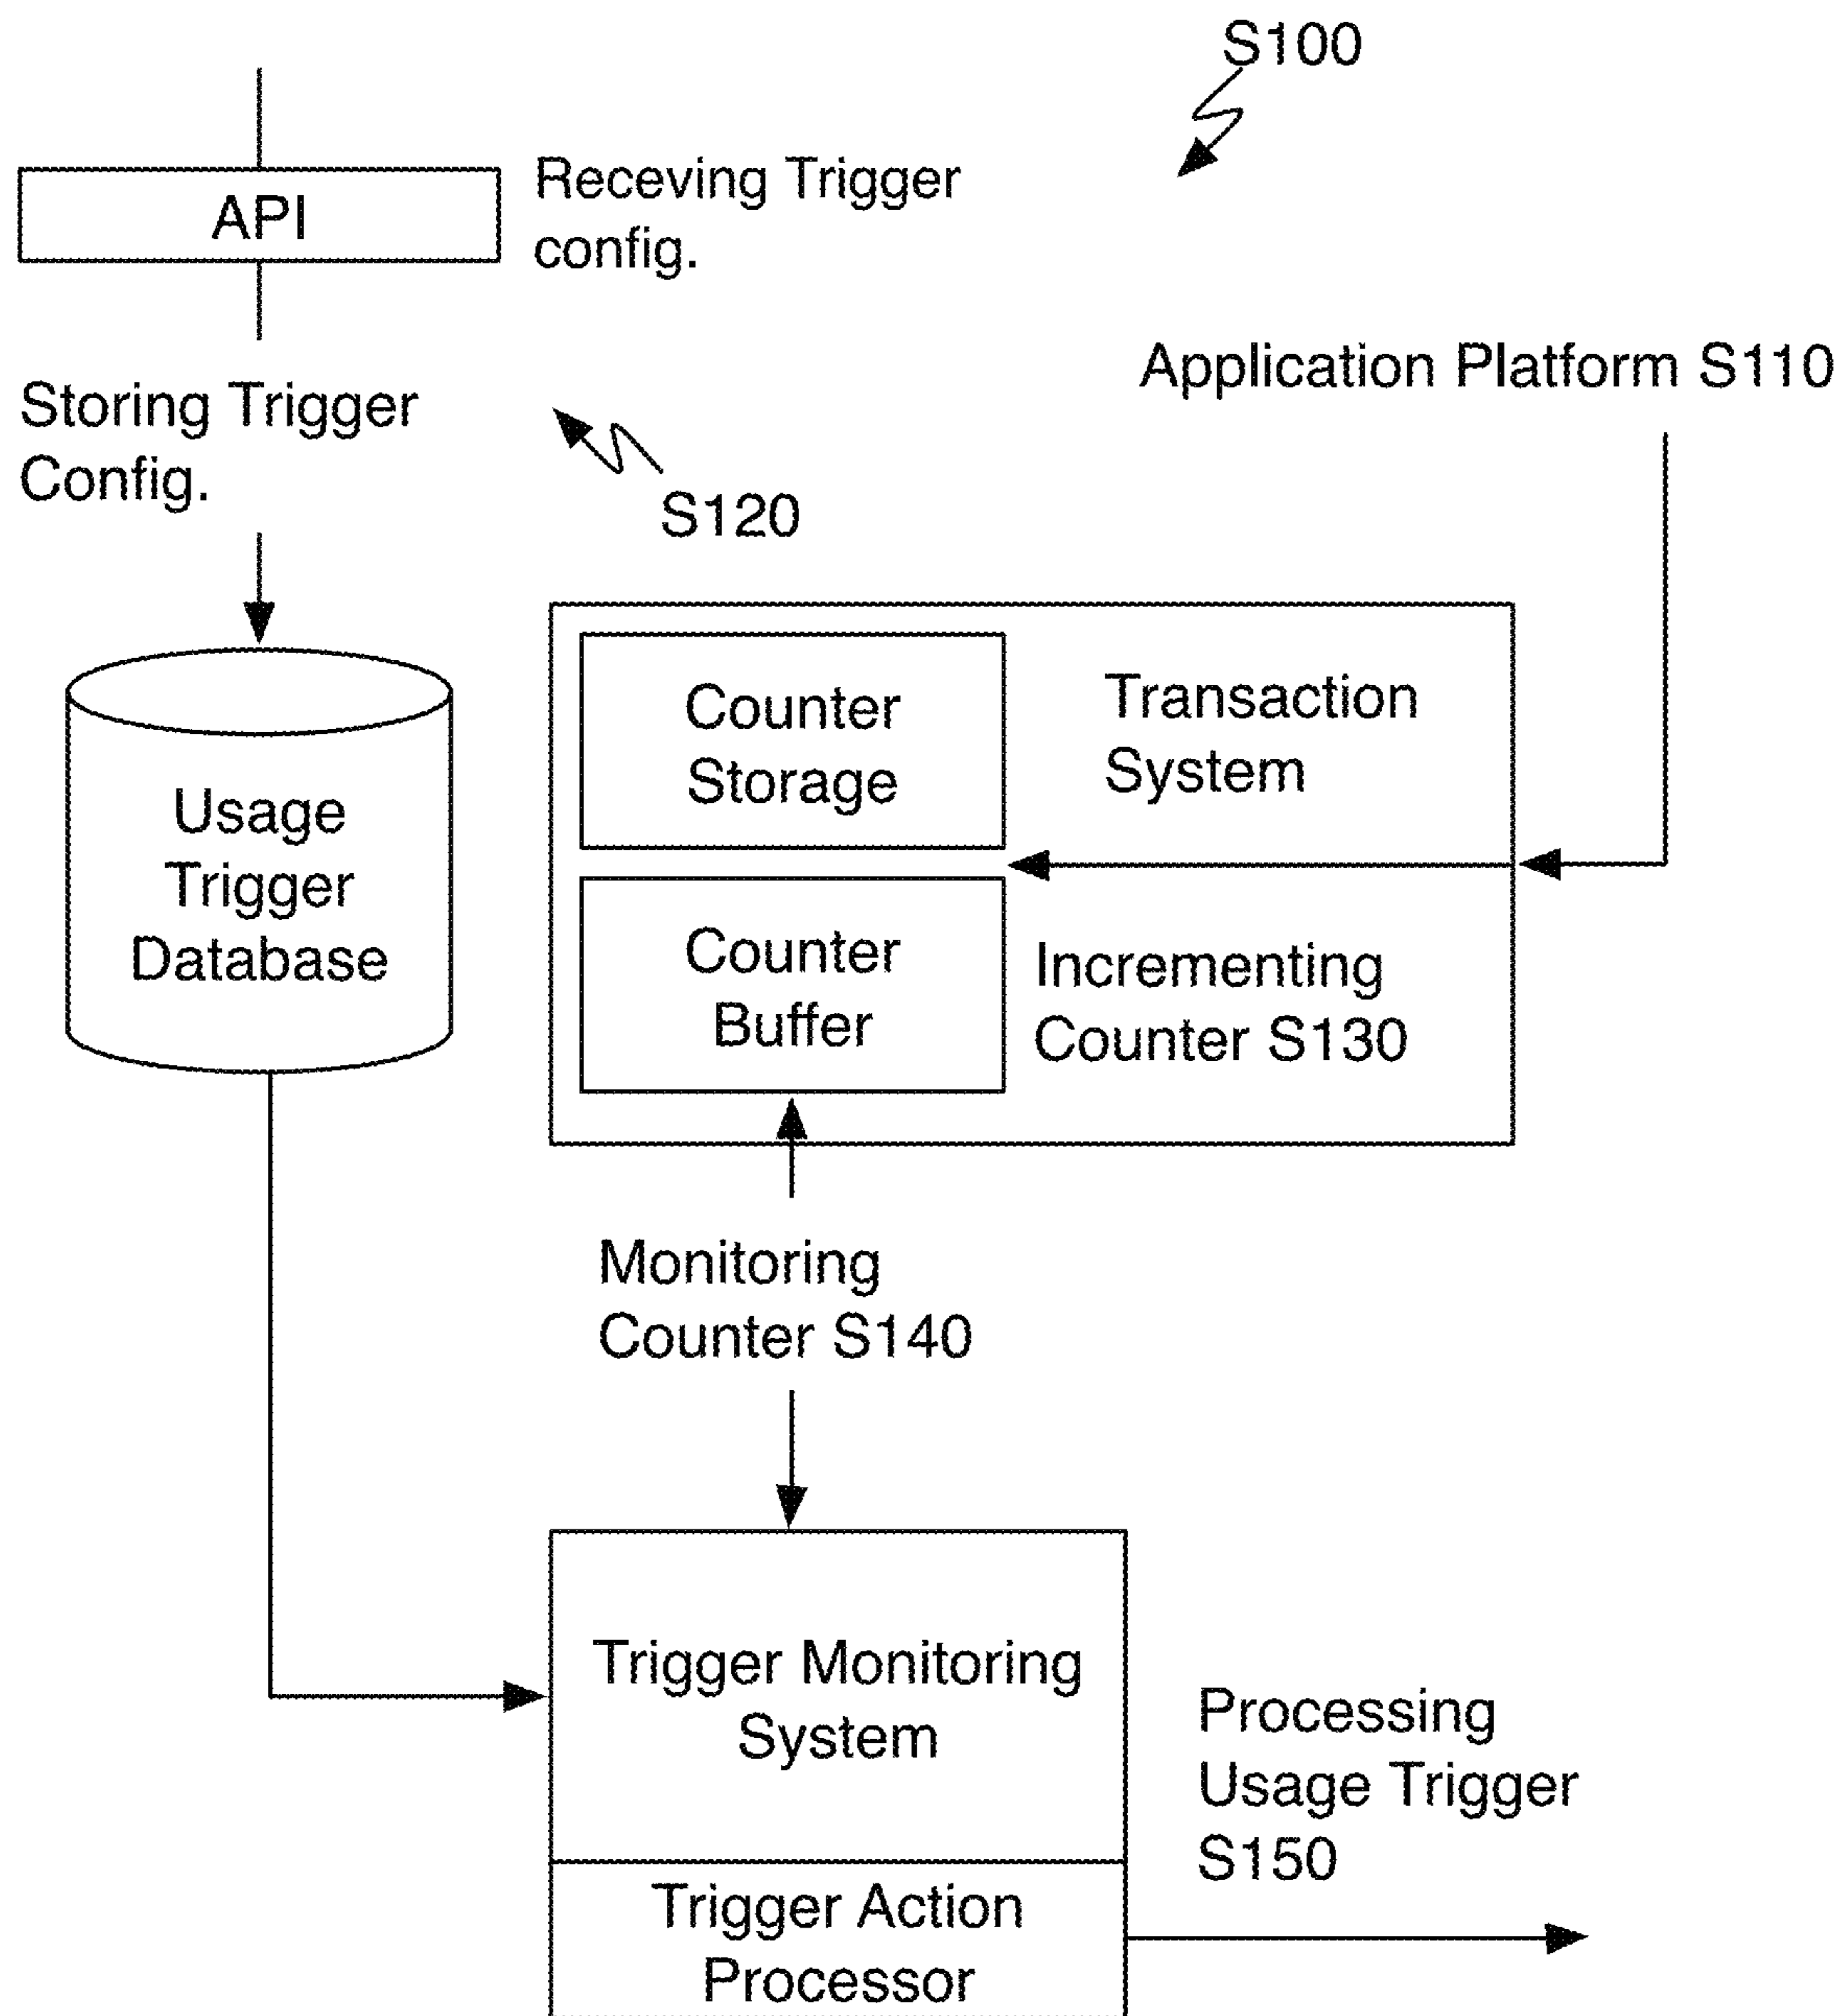 S100
API
Receving Trigger
config.
Application Platform S110
Storing Trigger
Config.
S120
Counter
Storage
Transaction
System
Usage
Trigger
Database
Counter
Buffer
Incrementing
Counter S130
Monitoring
Counter S140
Trigger Monitoring
System
Processing
Usage Trigger
S150
Trigger Action
Processor